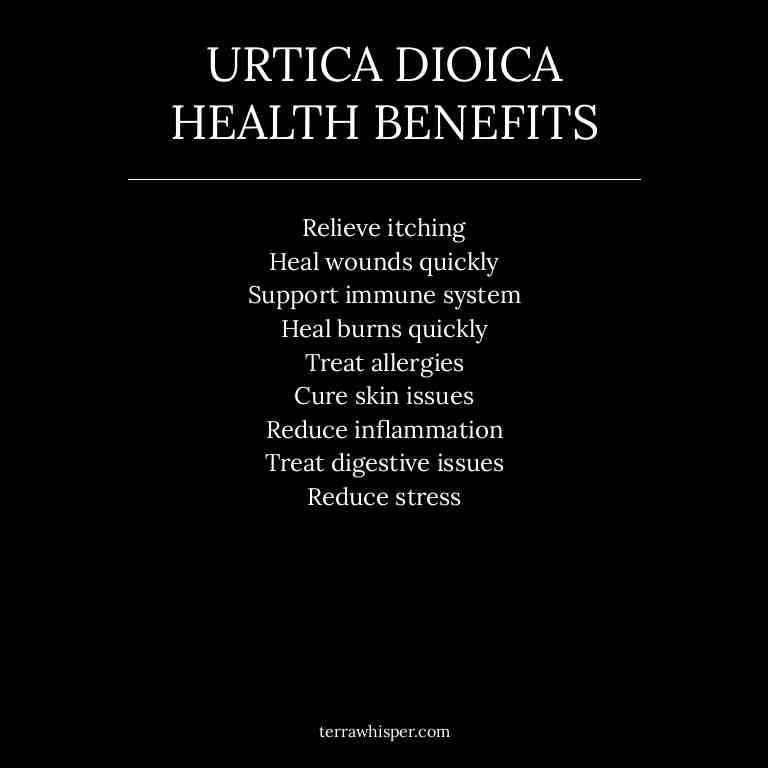 URTICA DIOICA
HEALTH BENEFITS
Relieve itching
Heal wounds quickly
Support immune system
Heal burns quickly
Treat allergies
Cure skin issues
Reduce inflammation
Treat digestive issues
Reduce stress
terrawhisper.com